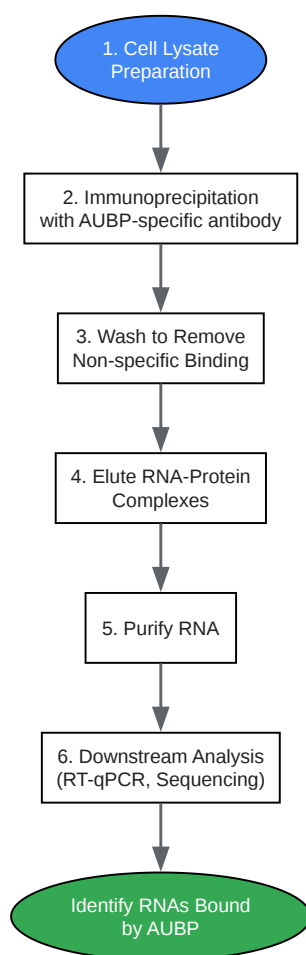 1. Cell Lysate
Preparation
2. Immunoprecipitation
with AUBP-specific antibody
3. Wash to Remove
Non-specific Binding
4. Elute RNA-Protein
Complexes
5. Purify RNA
6. Downstream Analysis
(RT-qPCR, Sequencing)
Identify RNAs Bound
by AUBP